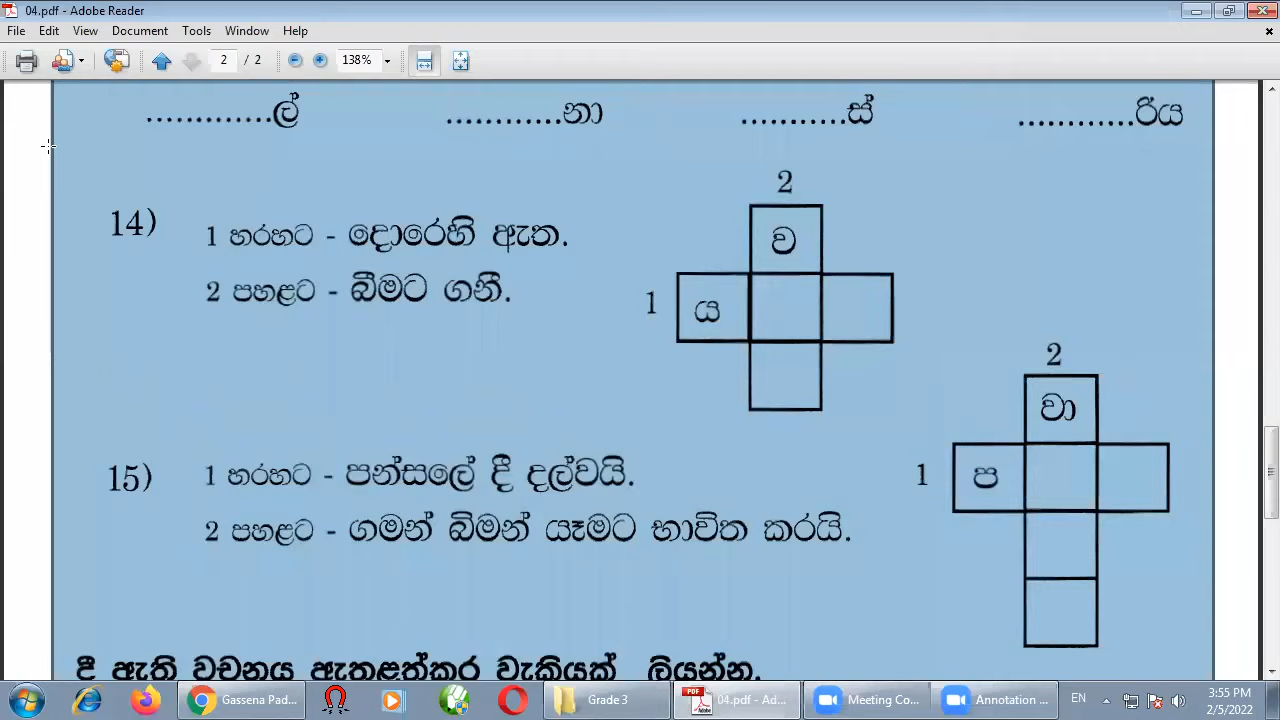 04.pdf - Adobe Reader
File Edit View Document Tools Window Help
2 / 2 138%
.............ල් ............නා ...........ස් ............රිය
14) 1 හරහට - දොරෙහි ඇත.
2 පහළට - බීමට ගනී.
2
ව
1 ය
15) 1 හරහට - පන්සලේ දී දල්වයි.
2 පහළට - ගමන් බිමන් යෑමට භාවිත කරයි.
2
වා
1 ප
දී ඇති වචනය ඇතළත්කර වැකියක් ලියන්න.
Gassena Pad... Grade 3 04.pdf - Ad... Meeting Co... Annotation ... EN 3:55 PM
2/5/2022